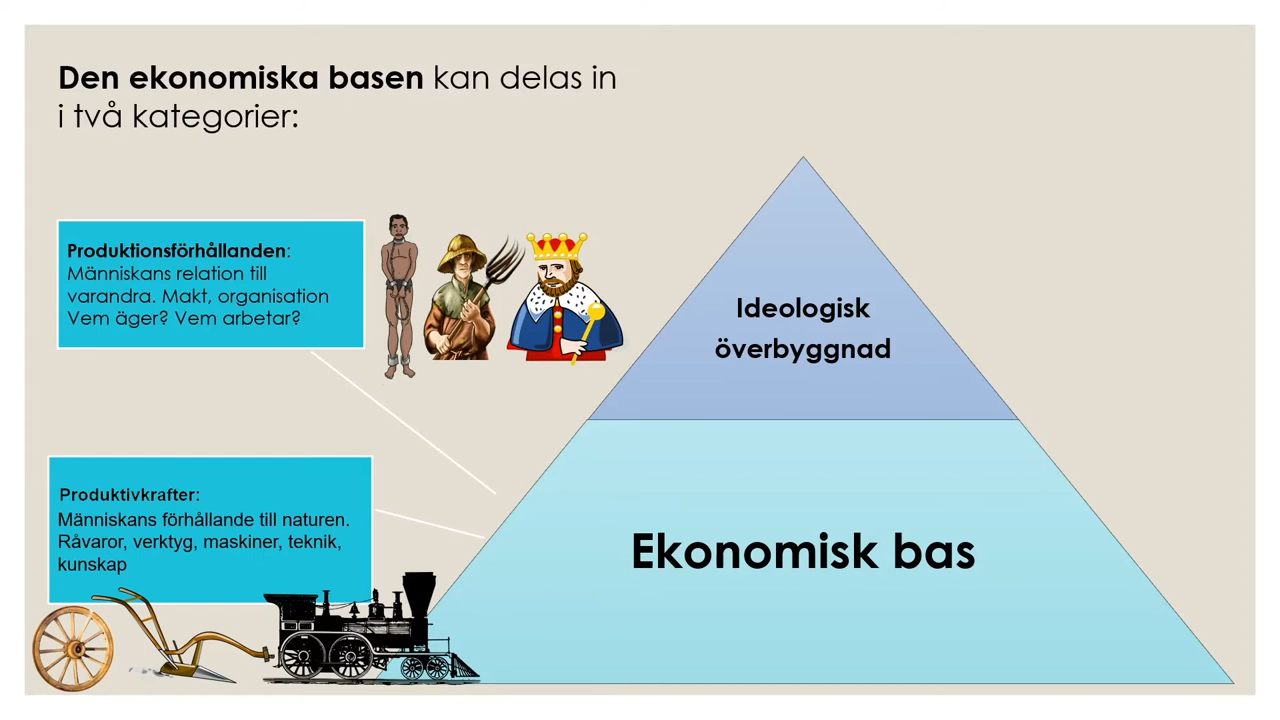 Den ekonomiska basen kan delas in
i två kategorier:
Produktionsförhållanden:
Människans relation till
varandra. Makt, organisation
Vem äger? Vem arbetar?
Ideologisk
överbyggnad
Produktivkrafter:
Människans förhållande till naturen.
Råvaror, verktyg, maskiner, teknik,
kunskap
Ekonomisk bas